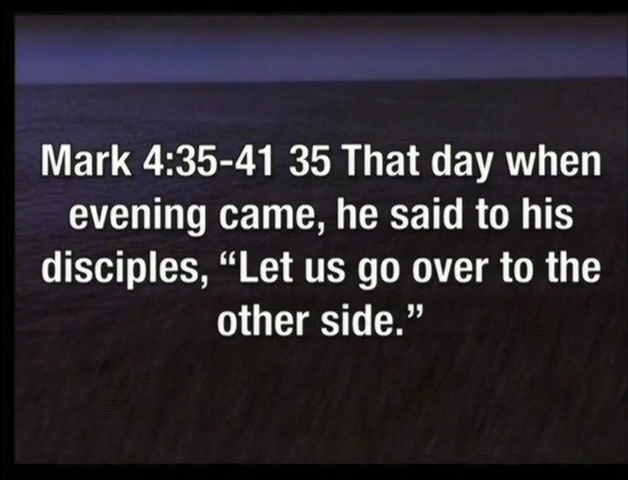 Mark 4:35-41 35 That day when
evening came, he said to his
disciples, “Let us go over to the
other side.”